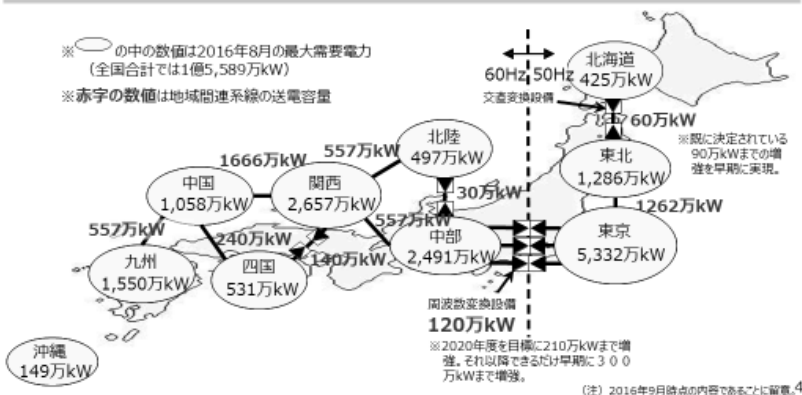 ※ の中の数値は2016年8月の最大需要電力
（全国合計では1億5,589万kW）
※赤字の数値は地域間連系線の送電容量
60Hz 50Hz
交直変換設備
北海道
425万kW
60万kW
※既に決定されている
90万kWまでの増
強を早期に実現。
東北
1,286万kW
1262万kW
東京
5,332万kW
北陸
497万kW
557万kW
30万kW
1666万kW
中国
1,058万kW
関西
2,657万kW
557万kW
中部
2,491万kW
557万kW
240万kW
140万kW
九州
1,550万kW
四国
531万kW
周波数変換設備
120万kW
※2020年度を目標に210万kWまで増
強。それ以降できるだけ早期に３００
万kWまで増強。
沖縄
149万kW
（注）2016年9月時点の内容であることに留意。
4